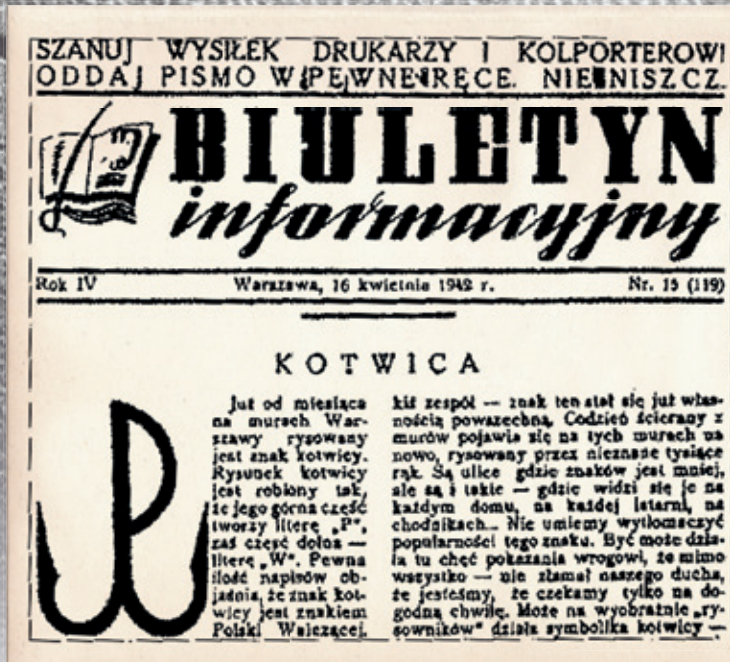 SZANUJ WYSIŁEK DRUKARZY I KOLPORTERÓW!
ODDAJ PISMO W PEWNE RĘCE. NIE NISZCZ.
BIULETYN
informacyjny
Rok IV Warszawa, 16 kwietnia 1942 r. Nr. 15 (119)
KOTWICA
Już od miesiąca
na murach War-
szawy rysowany
jest znak kotwicy.
Rysunek kotwicy
jest robiony tak,
że jego górna część
tworzy literę „P”,
zaś część dolna —
literę „W”. Pewna
ilość napisów ob-
jaśnia, że znak kot-
wicy jest znakiem
Polski Walczącej.
kiś zespół — znak ten stał się już włas-
nością powszechną. Codzień ścierany z
murów pojawia się na tych murach na
nowo, rysowany przez nieznane tysiące
rąk. Są ulice gdzie znaków jest mniej,
ale są i takie — gdzie widzi się je na
każdym domu, na każdej latarni, na
chodnikach... Nie umiemy wytłomaczyć
popularności tego znaku. Być może dzia-
ła tu chęć pokazania wrogowi, że mimo
wszystko — nie złamał naszego ducha,
że jesteśmy, że czekamy tylko na do-
godną chwilę. Może na wyobraźnię „ry-
sowników” działa symbolika kotwicy —